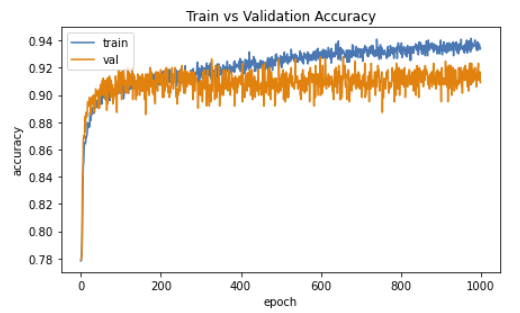 Train vs Validation Accuracy
train
val
0.94
0.92
0.90
0.88
0.86
0.84
0.82
0.80
0.78
accuracy
0 200 400 600 800 1000
epoch